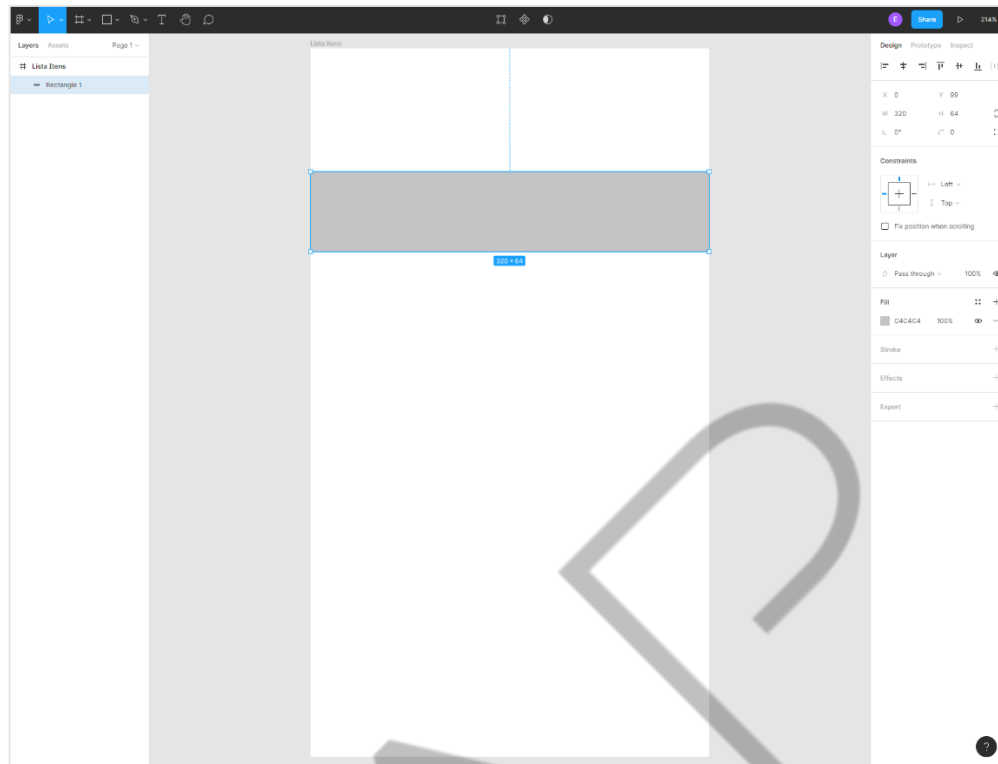 E
Share
214%
Layers Assets Page 1
Lista Itens
Rectangle 1
Lista Itens
320 × 64
Design Prototype Inspect
X 0 Y 99
W 320 H 64
0° 0
Constraints
Left
Top
Fix position when scrolling
Layer
Pass through 100%
Fill
C4C4C4 100%
Stroke
Effects
Export
?